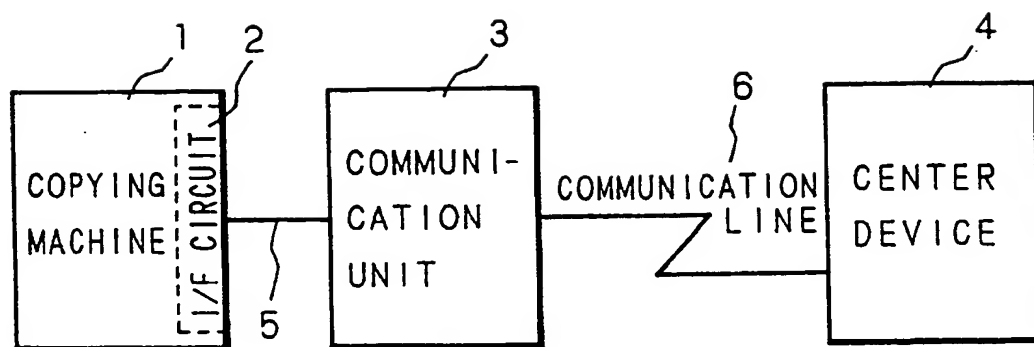 1
2
3
4
COPYING
MACHINE
I/F CIRCUIT
5
COMMUNI-
CATION
UNIT
6
COMMUNICATION
LINE
CENTER
DEVICE